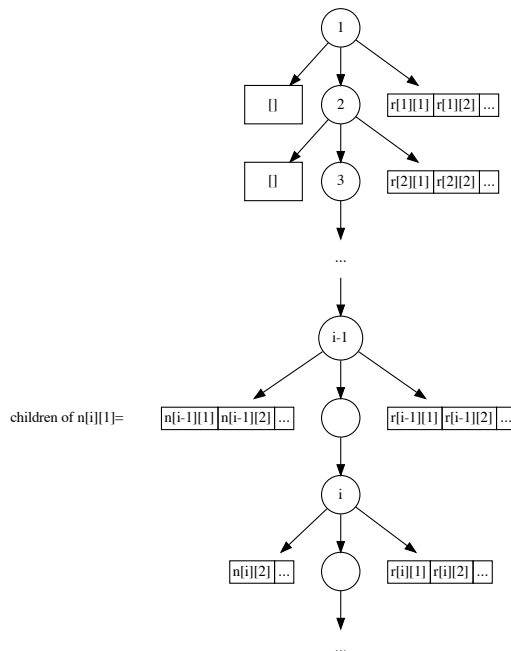 1
[] 2 r[1][1] r[1][2] ...
[] 3 r[2][1] r[2][2] ...
...
i-1
children of n[i][1]= n[i-1][1] n[i-1][2] ... r[i-1][1] r[i-1][2] ...
i
n[i][2] ... r[i][1] r[i][2] ...
...